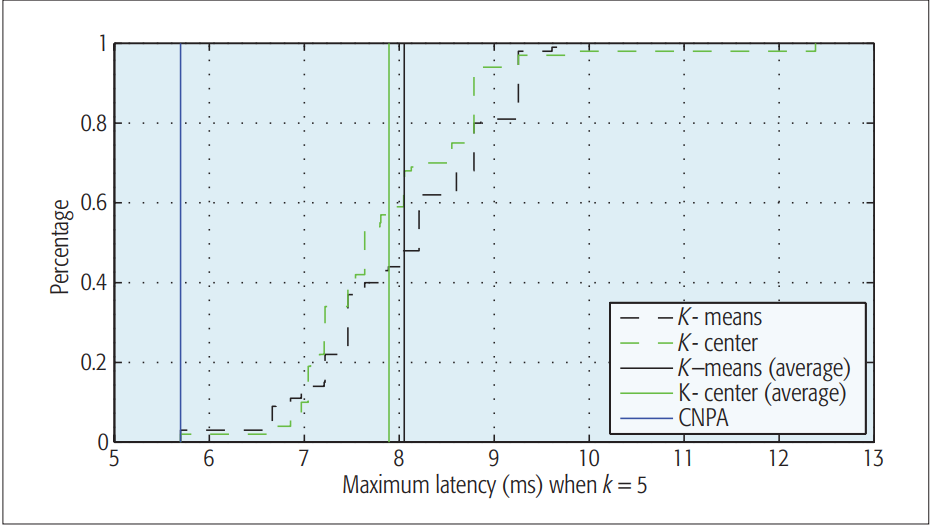 1
0.8
0.6
0.4
0.2
0
Percentage
5 6 7 8 9 10 11 12 13
Maximum latency (ms) when k = 5
K- means
K- center
K–means (average)
K- center (average)
CNPA